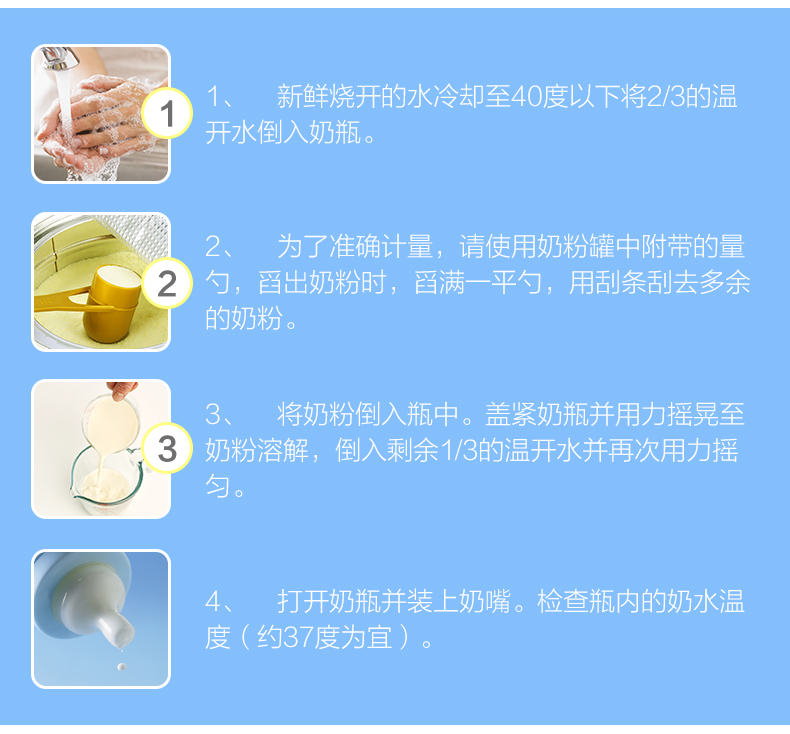 1
1、 新鲜烧开的水冷却至40度以下将2/3的温
开水倒入奶瓶。
2
2、 为了准确计量，请使用奶粉罐中附带的量
勺，舀出奶粉时，舀满一平勺，用刮条刮去多余
的奶粉。
3
3、 将奶粉倒入瓶中。盖紧奶瓶并用力摇晃至
奶粉溶解，倒入剩余1/3的温开水并再次用力摇
匀。
4、 打开奶瓶并装上奶嘴。检查瓶内的奶水温
度（约37度为宜）。